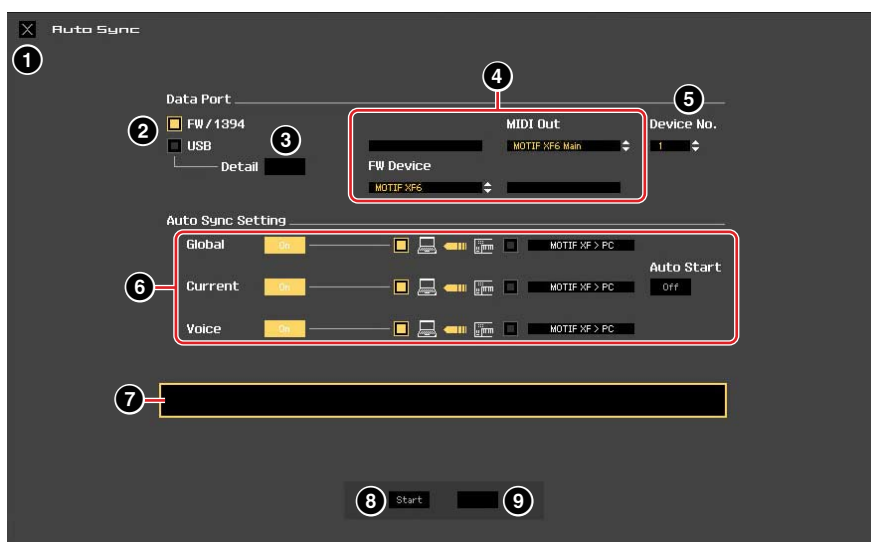 Auto Sync
1
4
Data Port
5
2
FW/1394
MIDI Out
Device No.
USB
3
MOTIF XF6 Main
1
Detail
FW Device
MOTIF XF6
Auto Sync Setting
Global
On
MOTIF XF > PC
Auto Start
6
Current
On
MOTIF XF > PC
Off
Voice
On
MOTIF XF > PC
7
8
Start
9